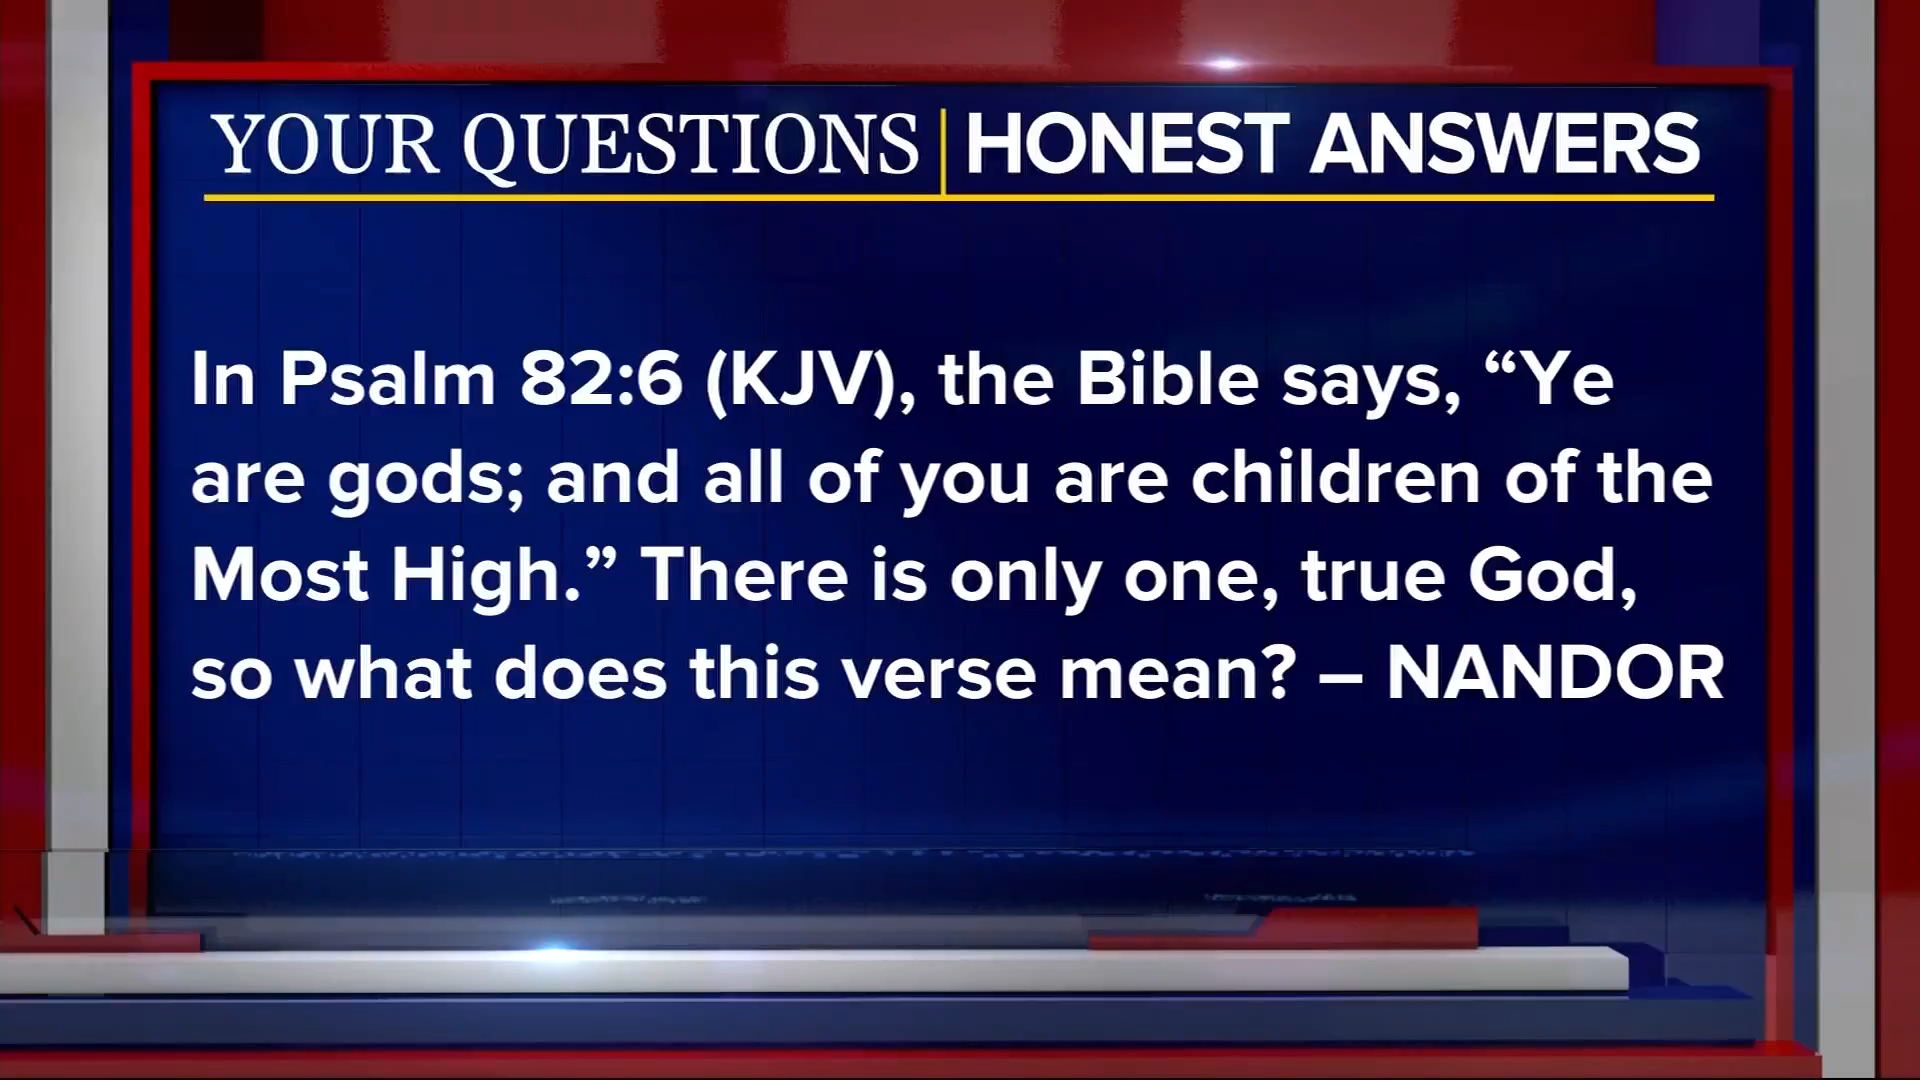 YOUR QUESTIONS | HONEST ANSWERS
In Psalm 82:6 (KJV), the Bible says, “Ye
are gods; and all of you are children of the
Most High.” There is only one, true God,
so what does this verse mean? – NANDOR